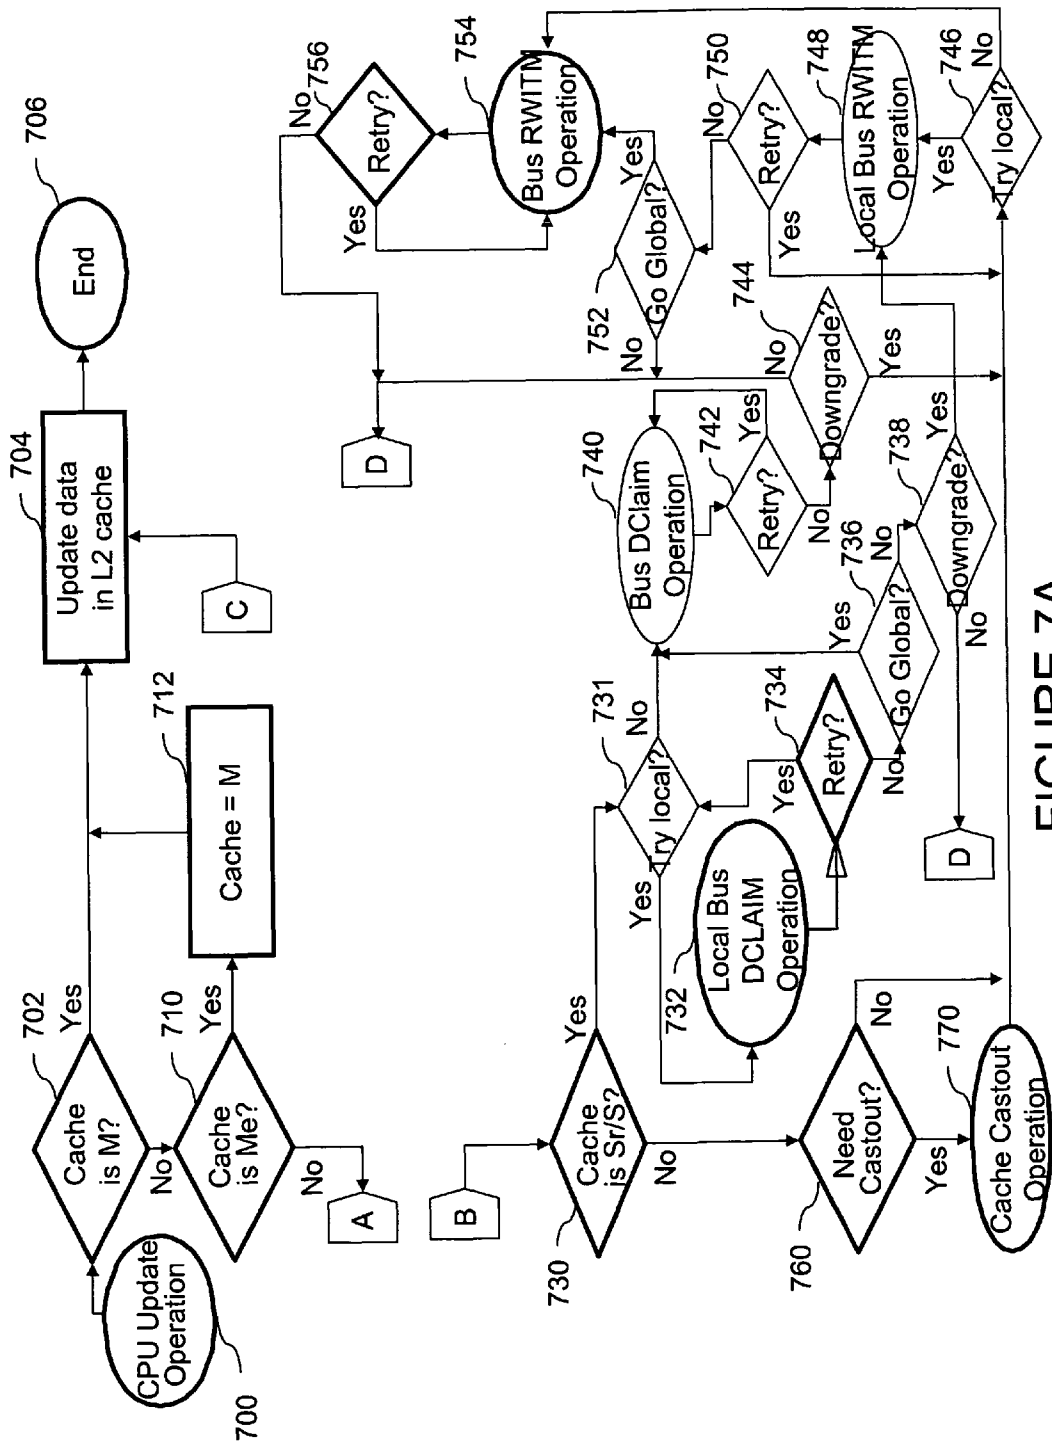 700
CPU Update
Operation
702
Cache
is M?
Yes
No
704
Update data
in L2 cache
706
End
710
Cache
is Me?
Yes
No
712
Cache = M
A
C
B
730
Cache
is Sr/S?
Yes
No
731
Try local?
Yes
No
732
Local Bus
DCLAIM
Operation
734
Retry?
Yes
No
736
Go Global?
Yes
No
738
Downgrade?
Yes
No
D
740
Bus DClaim
Operation
742
Retry?
Yes
No
744
Downgrade?
No
Yes
D
746
Try local?
Yes
No
748
Local Bus RWITM
Operation
750
Retry?
No
Yes
752
Go Global?
Yes
No
754
Bus RWITM
Operation
756
Retry?
No
Yes
760
Need
Castout?
No
Yes
770
Cache Castout
Operation
FIGURE 7A